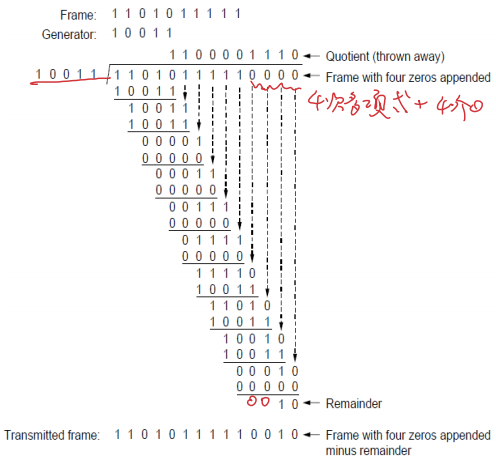 Frame: 1 1 0 1 0 1 1 1 1 1
Generator: 1 0 0 1 1
1 1 0 0 0 0 1 1 1 0 Quotient (thrown away)
1 0 0 1 1 1 1 0 1 0 1 1 1 1 1 0 0 0 0 Frame with four zeros appended
1 0 0 1 1
4次多项式+4个0
1 0 0 1 1
1 0 0 1 1
0 0 0 0 1
0 0 0 0 0
0 0 0 1 1
0 0 0 0 0
0 0 1 1 1
0 0 0 0 0
0 1 1 1 1
0 0 0 0 0
1 1 1 1 0
1 0 0 1 1
1 1 0 1 0
1 0 0 1 1
1 0 0 1 0
1 0 0 1 1
0 0 0 1 0
0 0 0 0 0
0 0 1 0 Remainder
Transmitted frame: 1 1 0 1 0 1 1 1 1 1 0 0 1 0 Frame with four zeros appended
minus remainder